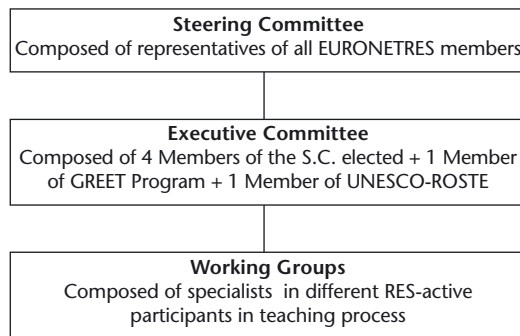 Steering Committee
Composed of representatives of all EURONETRES members
Executive Committee
Composed of 4 Members of the S.C. elected + 1 Member
of GREET Program + 1 Member of UNESCO-ROSTE
Working Groups
Composed of specialists in different RES-active
participants in teaching process